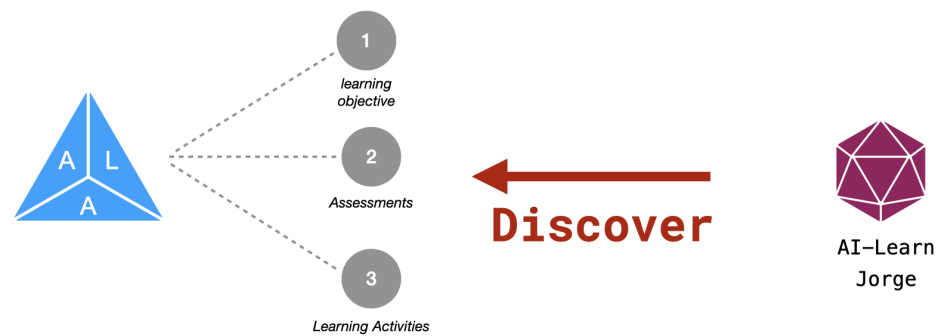 A L
A
1
learning
objective
2
Assessments
3
Learning Activities
Discover
AI-Learn
Jorge